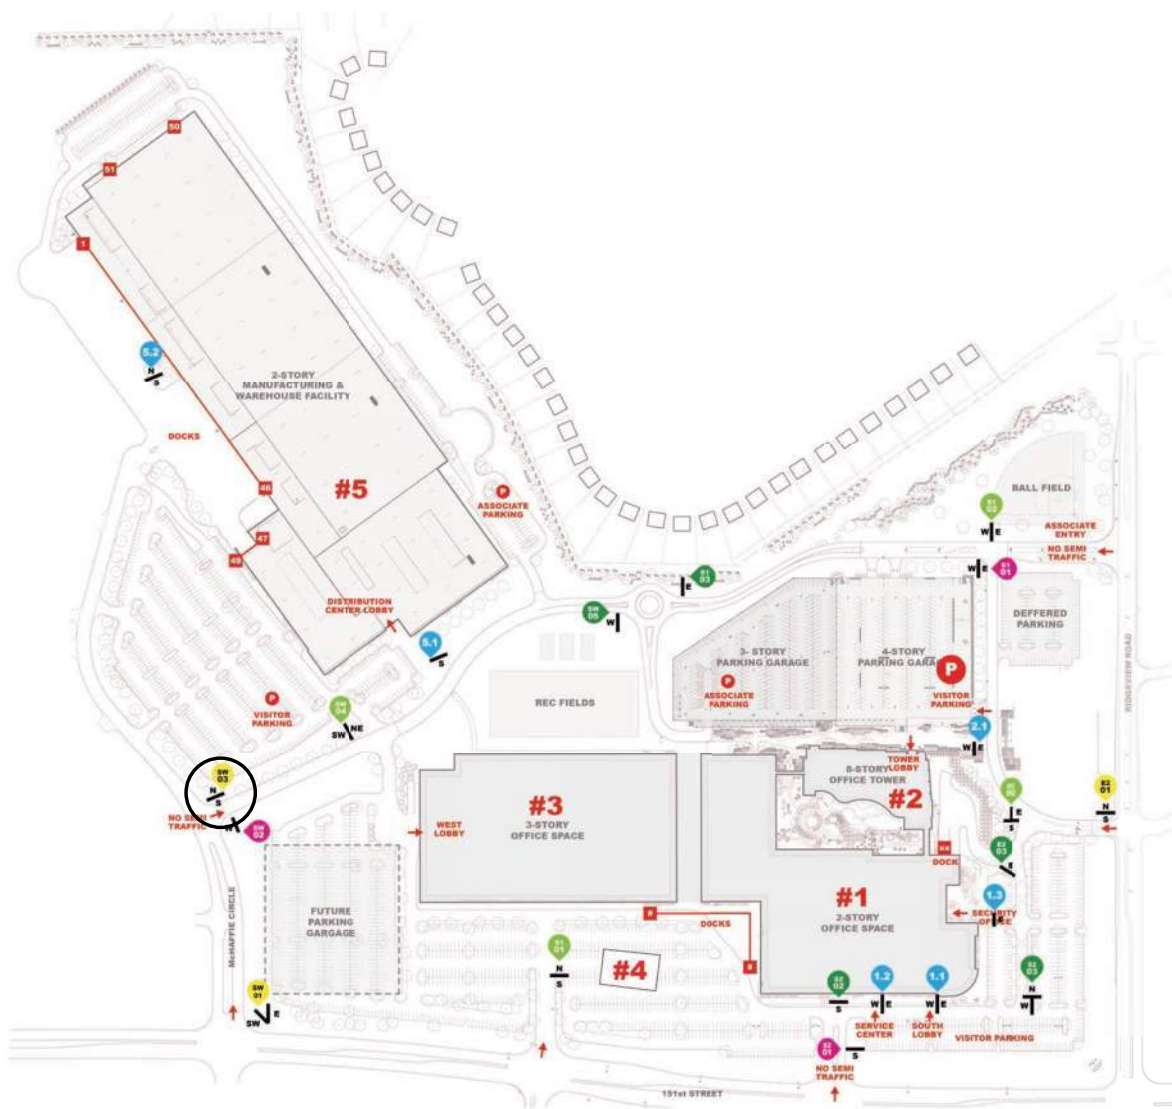 50
51
1
5.2
N
S
2-STORY
MANUFACTURING &
WAREHOUSE FACILITY
DOCKS
#5
P
ASSOCIATE
PARKING
47
DISTRIBUTION
CENTER LOBBY
5.1
S
BALL FIELD
E1
02
W E
ASSOCIATE
ENTRY
NO SEMI
TRAFFIC
W E
E1
01
E1
03
E
SW
05
W
DEFFERED
PARKING
3- STORY
PARKING GARAGE
4-STORY
PARKING GARA
P
ASSOCIATE
PARKING
P
VISITOR
PARKING
RIDGEVIEW ROAD
REC FIELDS
P
VISITOR
PARKING
SW
04
SW NE
2.1
W E
TOWER
LOBBY
8-STORY
OFFICE TOWER
#2
SW
03
N
S
NO SEMI
TRAFFIC
SW
02
#3
3-STORY
OFFICE SPACE
WEST
LOBBY
E
S
E2
01
N
S
E2
03
E
DOCK
#1
2-STORY
OFFICE SPACE
1.3
SECURITY
E
FUTURE
PARKING
GARGAGE
McHAFFIE CIRCLE
DOCKS
S1
01
N
S
#4
SW
01
SW E
S2
02
S
1.2
W E
SERVICE
CENTER
1.1
W E
SOUTH
LOBBY
S2
03
N
W
VISITOR PARKING
S2
01
S
NO SEMI
TRAFFIC
151st STREET